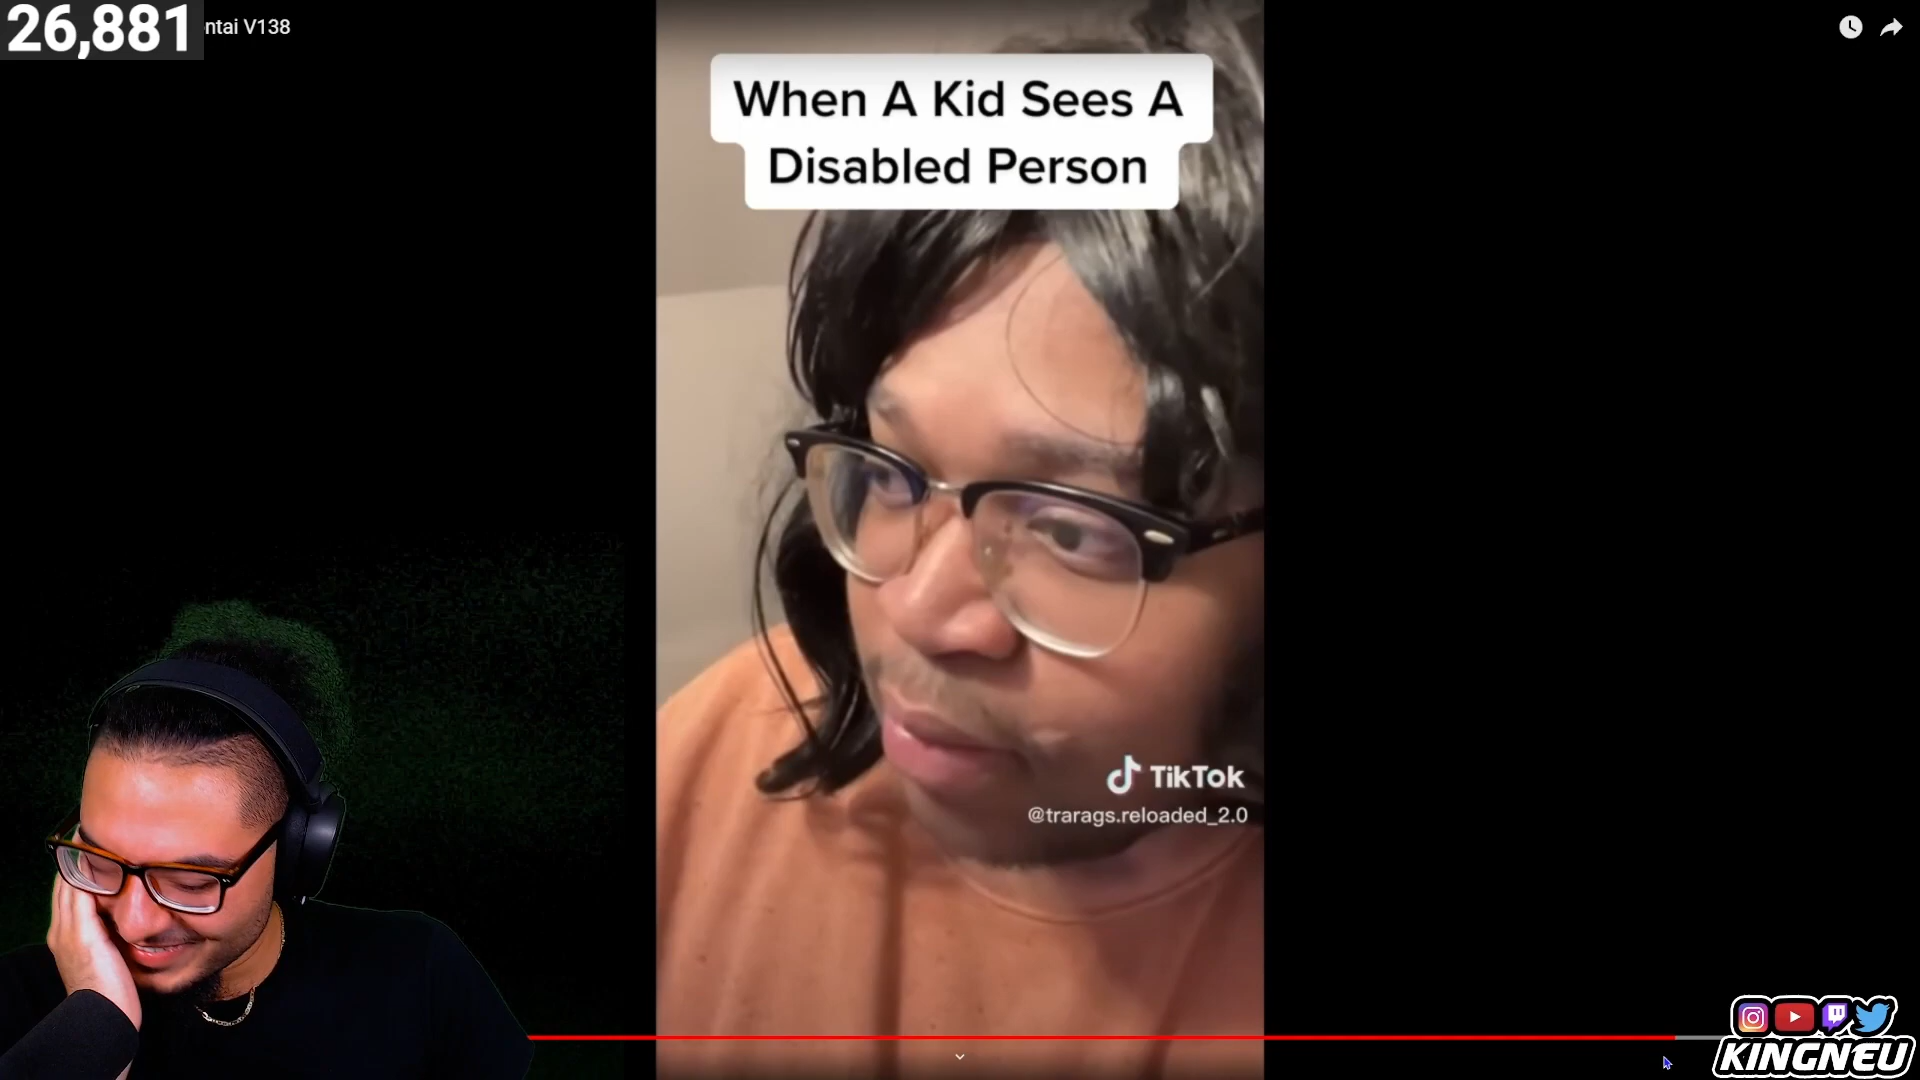 26,881
ntai V138
When A Kid Sees A
Disabled Person
TikTok
@trarags.reloaded_2.0
KINGNEU